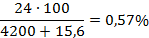 24 · 100
4200 + 15,6 = 0,57%